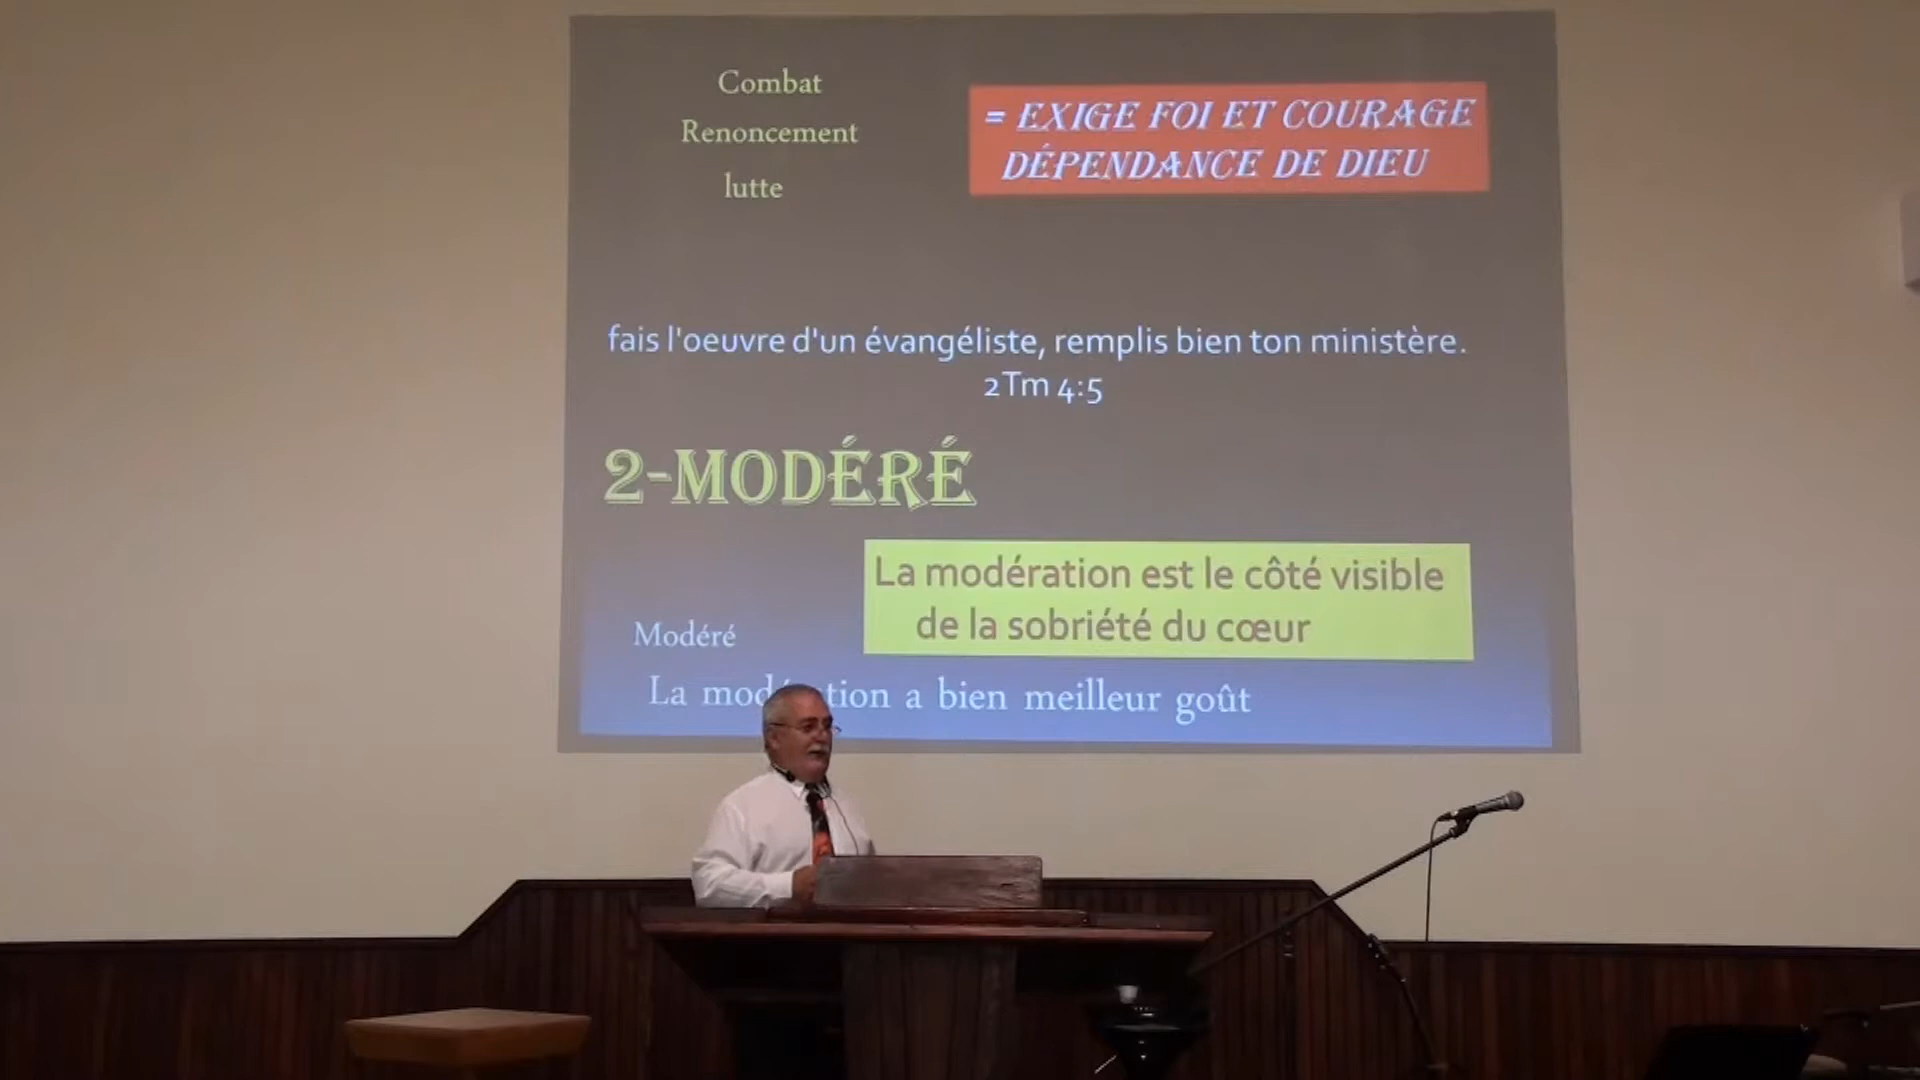 Combat
Renoncement
lutte
= EXIGE FOI ET COURAGE
DÉPENDANCE DE DIEU
fais l'oeuvre d'un évangéliste, remplis bien ton ministère.
2Tm 4:5
2-MODÉRÉ
La modération est le côté visible
de la sobriété du cœur
Modéré
La modération a bien meilleur goût